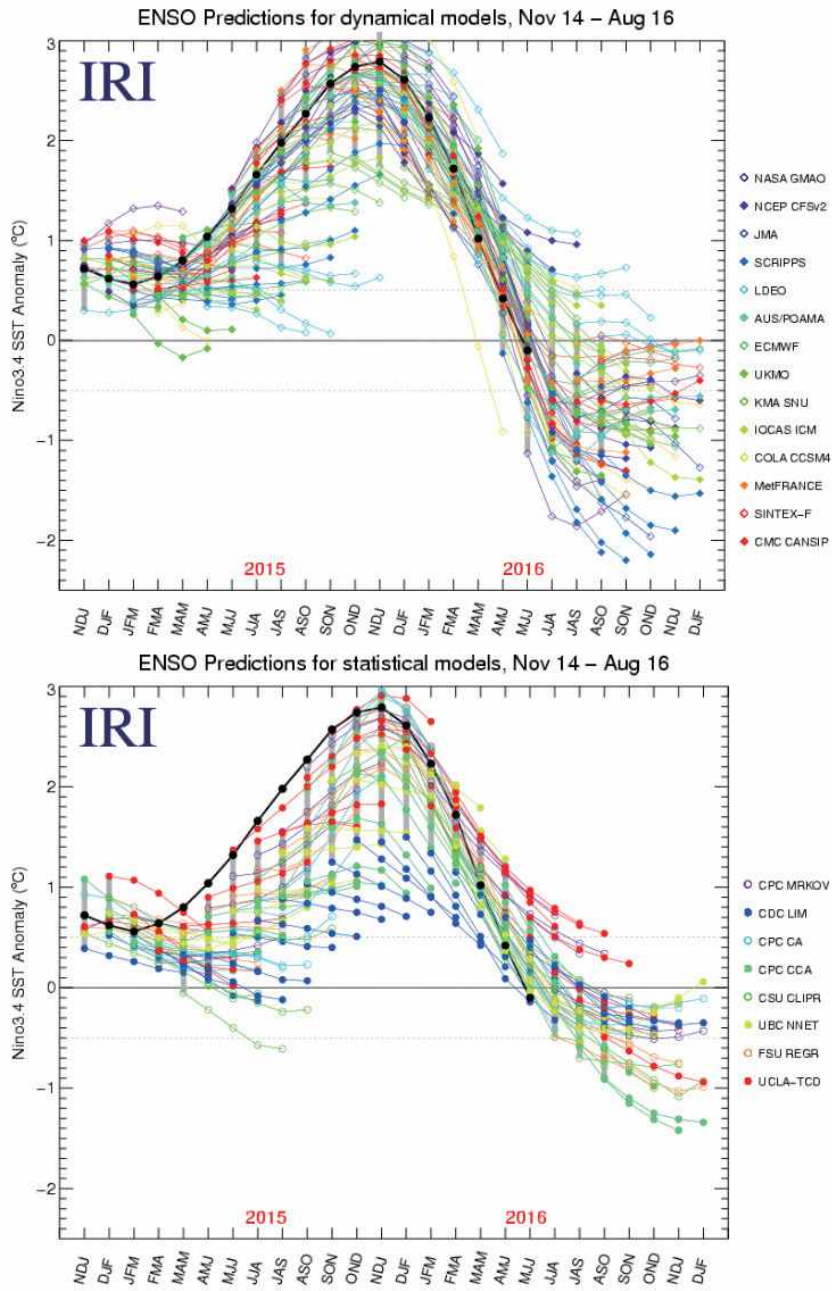 ENSO Predictions for dynamical models, Nov 14 – Aug 16
IRI
3
2
1
0
−1
−2
Nino3.4 SST Anomaly (°C)
2015
2016
NDJ DJF JFM FMA MAM AMJ MJJ JJA JAS ASO SON OND NDJ DJF JFM FMA MAM AMJ MJJ JJA JAS ASO SON OND NDJ DJF
NASA GMAO
NCEP CFSv2
JMA
SCRIPPS
LDEO
AUS/POAMA
ECMWF
UKMO
KMA SNU
IOCAS ICM
COLA CCSM4
MetFRANCE
SINTEX–F
CMC CANSIP
ENSO Predictions for statistical models, Nov 14 – Aug 16
IRI
3
2
1
0
−1
−2
Nino3.4 SST Anomaly (°C)
2015
2016
NDJ DJF JFM FMA MAM AMJ MJJ JJA JAS ASO SON OND NDJ DJF JFM FMA MAM AMJ MJJ JJA JAS ASO SON OND NDJ DJF
CPC MRKOV
CDC LIM
CPC CA
CPC CCA
CSU CLIPR
UBC NNET
FSU REGR
UCLA–TCD